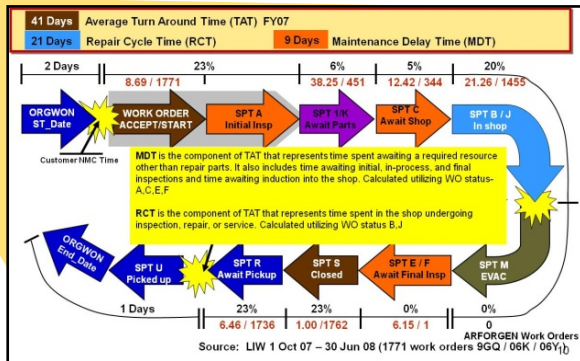 41 Days Average Turn Around Time (TAT) FY07
21 Days Repair Cycle Time (RCT) 9 Days Maintenance Delay Time (MDT)
2 Days 23% 6% 5% 20%
8.69 / 1771 38.25 / 451 12.42 / 344 21.26 / 1455
ORGWON
ST_Date
WORK ORDER
ACCEPT/START
SPT A
Initial Insp
SPT 1/K
Await Parts
SPT C
Await Shop
SPT B / J
In shop
Customer NMC Time
MDT is the component of TAT that represents time spent awaiting a required resource
other than repair parts. It also includes time awaiting initial, in-process, and final
inspections and time awaiting induction into the shop. Calculated utilizing WO status-
A,C,E,F
RCT is the component of TAT that represents time spent in the shop undergoing
inspection, repair, or service. Calculated utilizing WO status B,J
ORGWON
End_Date
SPT U
Picked up
SPT R
Await Pickup
SPT S
Closed
SPT E / F
Await Final Insp
SPT M
EVAC
1 Days 23% 23% 0% 0%
6.46 / 1736 1.00 /1762 6.15 / 1 0
ARFORGEN Work Orders
Source: LIW 1 Oct 07 – 30 Jun 08 (1771 work orders 9GQ / 06K / 06Y)
10